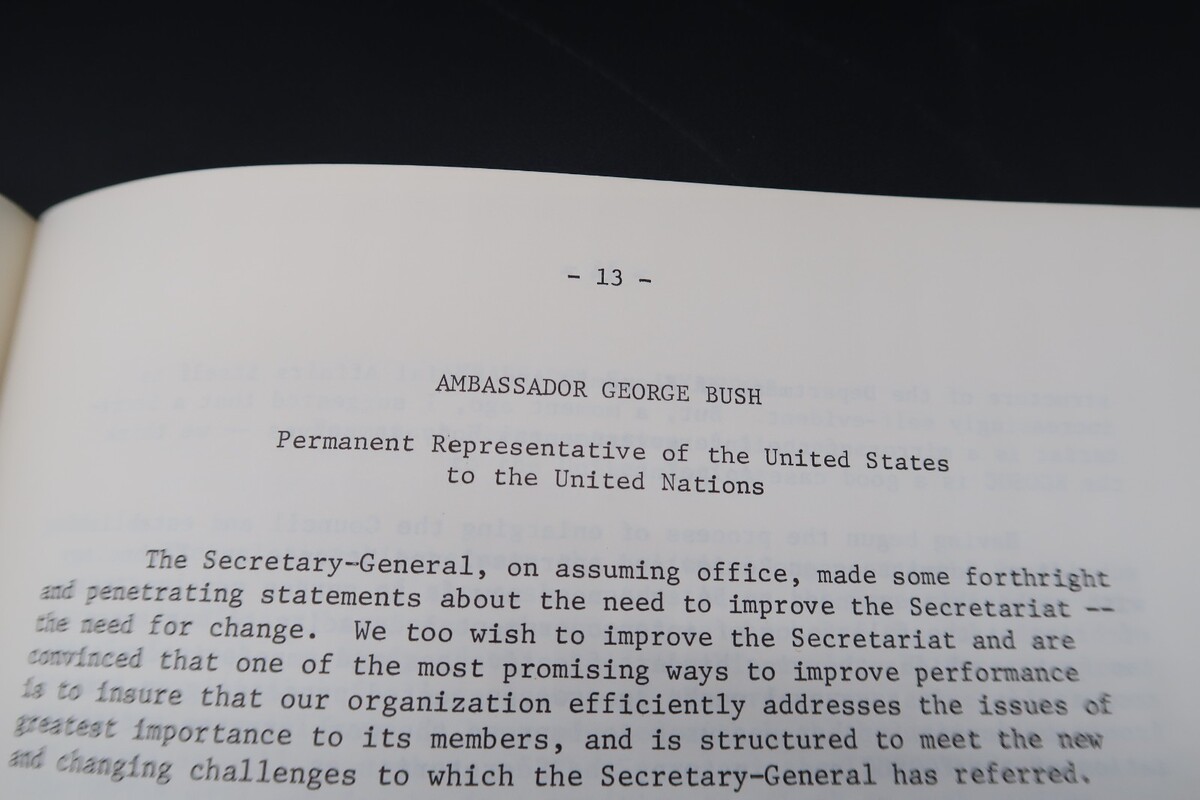 - 13 -
AMBASSADOR GEORGE BUSH
Permanent Representative of the United States
to the United Nations
The Secretary-General, on assuming office, made some forthright
and penetrating statements about the need to improve the Secretariat --
the need for change. We too wish to improve the Secretariat and are
convinced that one of the most promising ways to improve performance
is to insure that our organization efficiently addresses the issues of
greatest importance to its members, and is structured to meet the new
and changing challenges to which the Secretary-General has referred.